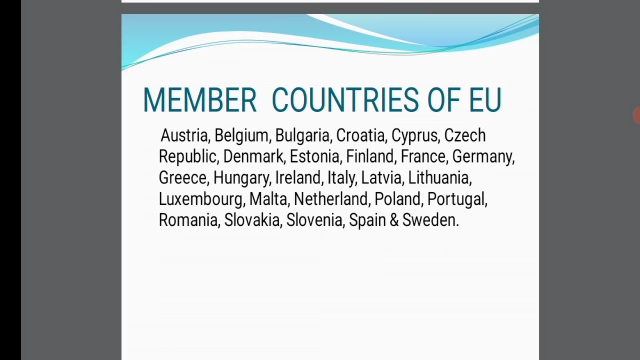 MEMBER COUNTRIES OF EU
Austria, Belgium, Bulgaria, Croatia, Cyprus, Czech
Republic, Denmark, Estonia, Finland, France, Germany,
Greece, Hungary, Ireland, Italy, Latvia, Lithuania,
Luxembourg, Malta, Netherland, Poland, Portugal,
Romania, Slovakia, Slovenia, Spain & Sweden.